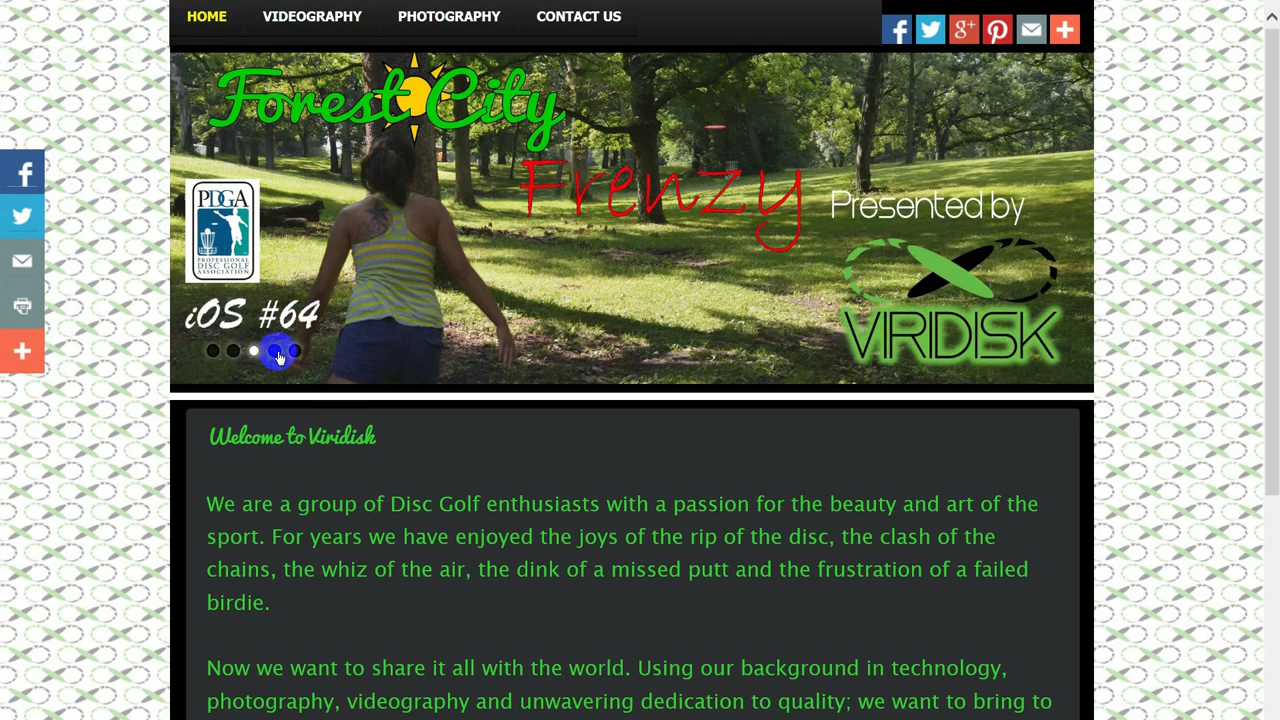 HOME VIDEOGRAPHY PHOTOGRAPHY CONTACT US
Forest City
Frenzy
Presented by
VIRIDISK
PDGA
PROFESSIONAL
DISC GOLF
ASSOCIATION
iOS #64
Welcome to Viridisk
We are a group of Disc Golf enthusiasts with a passion for the beauty and art of the
sport. For years we have enjoyed the joys of the rip of the disc, the clash of the
chains, the whiz of the air, the dink of a missed putt and the frustration of a failed
birdie.
Now we want to share it all with the world. Using our background in technology,
photography, videography and unwavering dedication to quality; we want to bring to